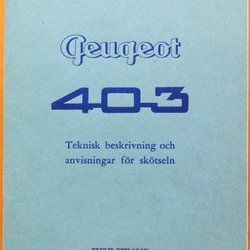 Peugeot
403
Teknisk beskrivning och
anvisningar för skötseln